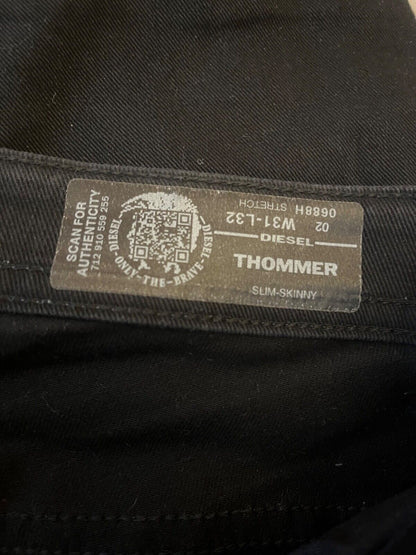 SCAN FOR
AUTHENTICITY
712 910 559 255
DIESEL-ONLY-THE-BRAVE-DIESEL
0688H STRETCH
02 W31-L32
DIESEL
THOMMER
SLIM-SKINNY